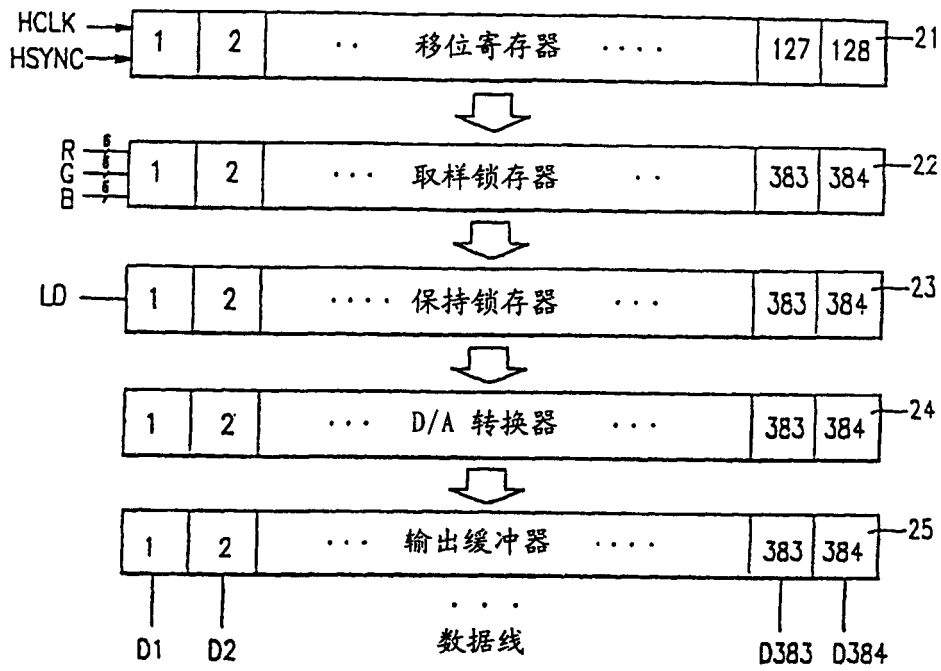 HCLK
HSYNC
1 2 ·· 移位寄存器 ···· 127 128 21
R 6
G 6
B 6
1 2 ··· 取样锁存器 ·· 383 384 22
LD
1 2 ···· 保持锁存器 ··· 383 384 23
1 2 ··· D/A 转换器 ··· 383 384 24
1 2 ··· 输出缓冲器 ···· 383 384 25
D1 D2 ··· D383 D384
数据线